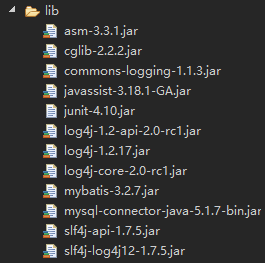 lib
asm-3.3.1.jar
cglib-2.2.2.jar
commons-logging-1.1.3.jar
javassist-3.18.1-GA.jar
junit-4.10.jar
log4j-1.2-api-2.0-rc1.jar
log4j-1.2.17.jar
log4j-core-2.0-rc1.jar
mybatis-3.2.7.jar
mysql-connector-java-5.1.7-bin.jar
slf4j-api-1.7.5.jar
slf4j-log4j12-1.7.5.jar